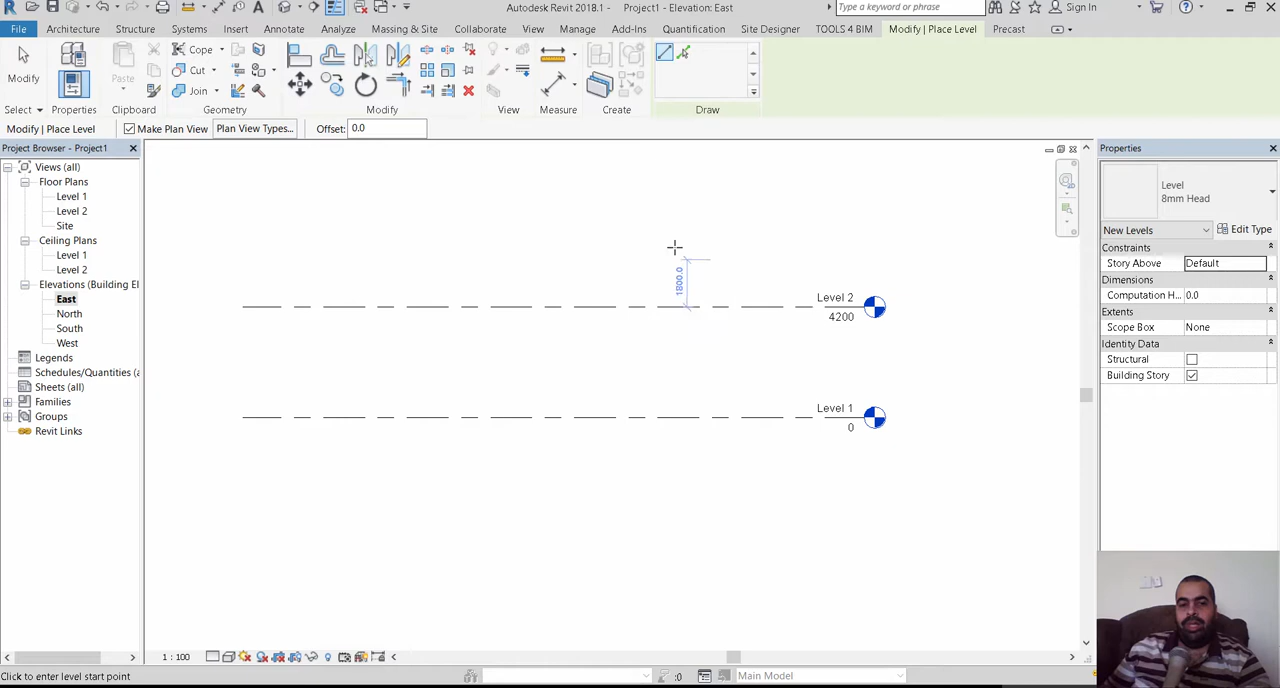 Autodesk Revit 2018.1 -    Project1 - Elevation: East
Type a keyword or phrase
Sign In
File
Architecture
Structure
Systems
Insert
Annotate
Analyze
Massing & Site
Collaborate
View
Manage
Add-Ins
Quantification
Site Designer
TOOLS 4 BIM
Modify | Place Level
Precast
Modify
Paste
Cope
Cut
Join
Select
Properties
Clipboard
Geometry
Modify
View
Measure
Create
Draw
Modify | Place Level
Make Plan View
Plan View Types...
Offset:
0.0
Project Browser - Project1
Views (all)
Floor Plans
Level 1
Level 2
Site
Ceiling Plans
Level 1
Level 2
Elevations (Building El
East
North
South
West
Legends
Schedules/Quantities (a
Sheets (all)
Families
Groups
Revit Links
1800.0
Level 2
4200
Level 1
0
Properties
Level
8mm Head
New Levels
Edit Type
Constraints
Story Above
Default
Dimensions
Computation H...
0.0
Extents
Scope Box
None
Identity Data
Structural
Building Story
1 : 100
Click to enter level start point
:0
Main Model